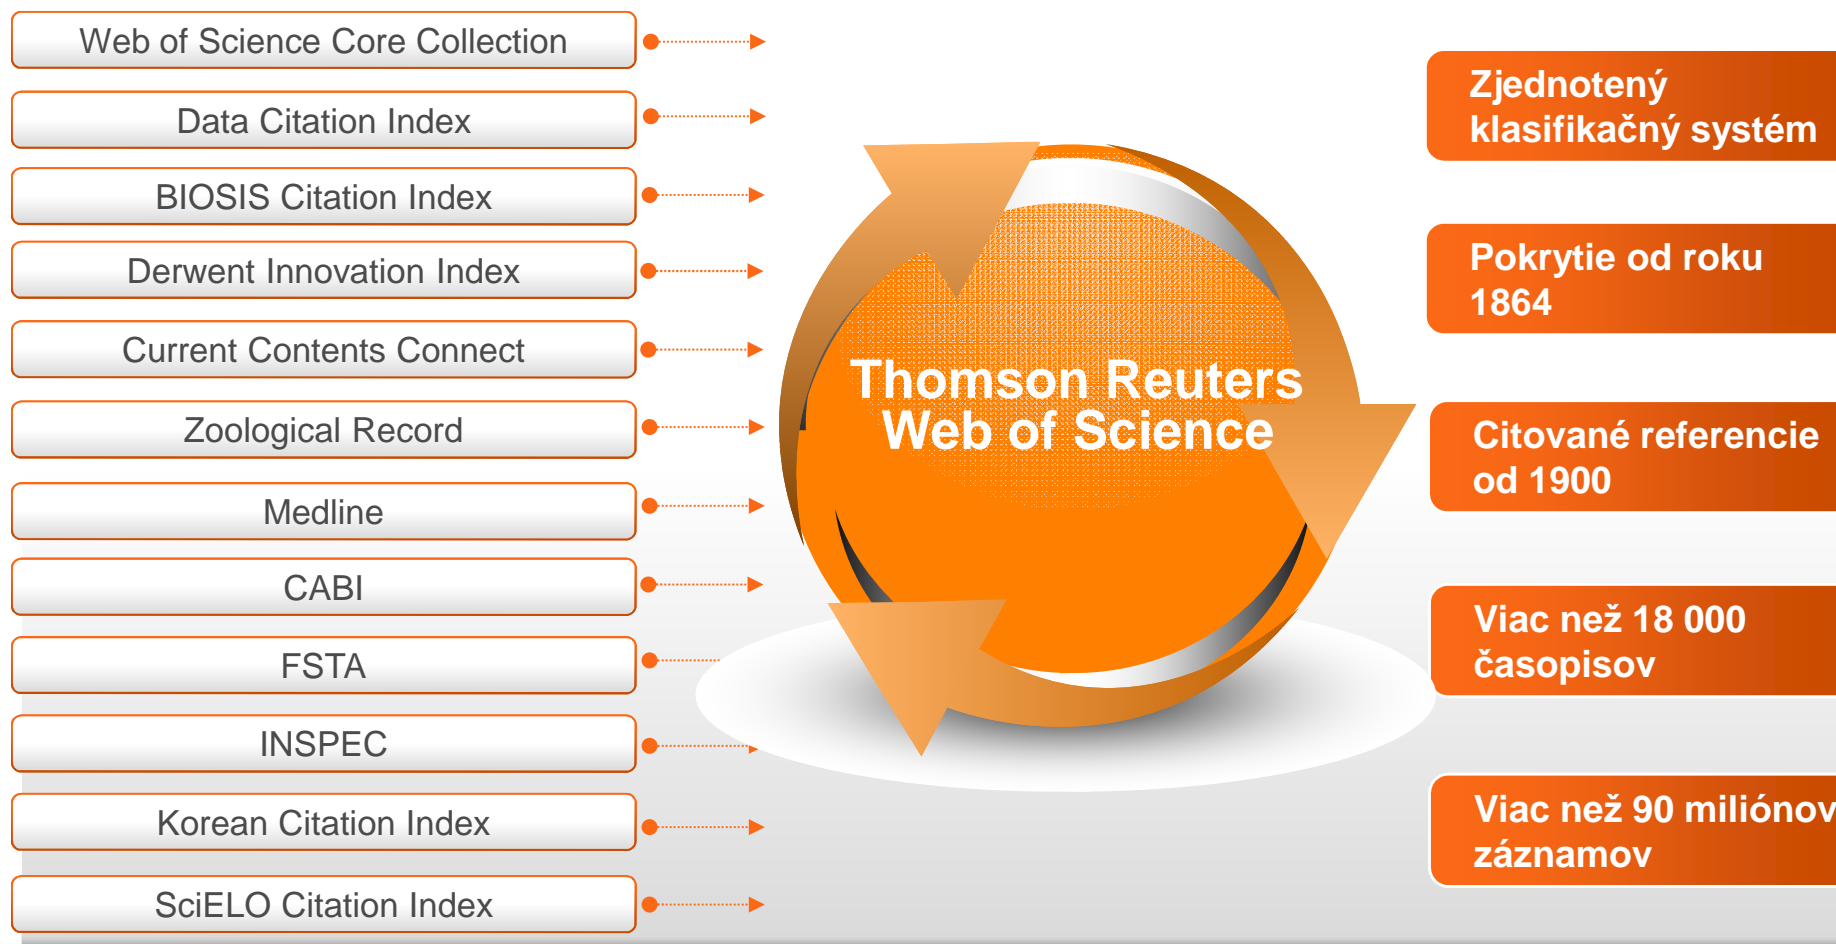 Web of Science Core Collection
Data Citation Index
BIOSIS Citation Index
Derwent Innovation Index
Current Contents Connect
Zoological Record
Medline
CABI
FSTA
INSPEC
Korean Citation Index
SciELO Citation Index
Thomson Reuters
Web of Science
Zjednotený
klasifikačný systém
Pokrytie od roku
1864
Citované referencie
od 1900
Viac než 18 000
časopisov
Viac než 90 miliónov
záznamov